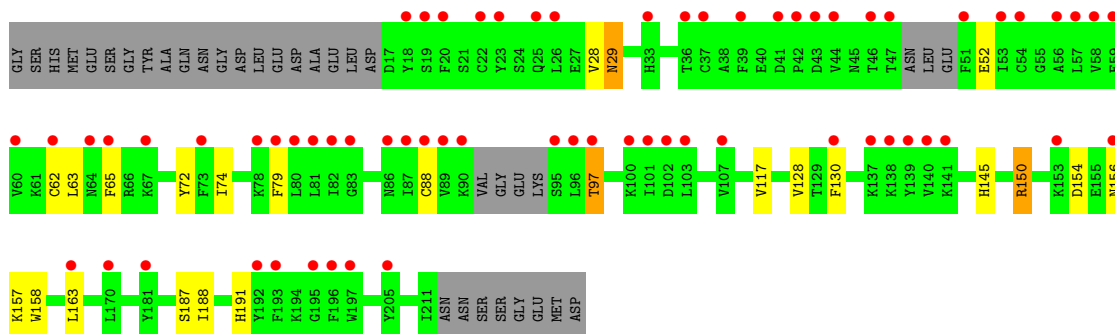 GLY SER HIS MET GLU SER GLY TYR ALA GLN ASN GLY ASP LEU GLU ASP ALA GLU LEU ASP D17 Y18 S19 F20 S21 C22 Y23 S24 Q25 L26 E27 V28 N29 H33 T36 C37 A38 F39 E40 D41 P42 D43 V44 N45 T46 T47 ASN LEU GLU F51 E52 I53 C54 G55 A56 L57 V58 E59
V60 K61 C62 L63 N64 F65 R66 K67 Y72 F73 I74 K78 F79 L80 L81 I82 G83 N86 I87 C88 V89 K90 VAL GLY GLU LYS S95 L96 T97 K100 I101 D102 L103 V107 V117 V128 T129 F130 K137 K138 Y139 V140 K141 H145 R150 K153 D154 E155 N156
K157 W158 L163 L170 Y181 S187 I188 H191 Y192 F193 K194 G195 F196 W197 Y205 I211 ASN ASN SER SER GLY GLU MET ASP